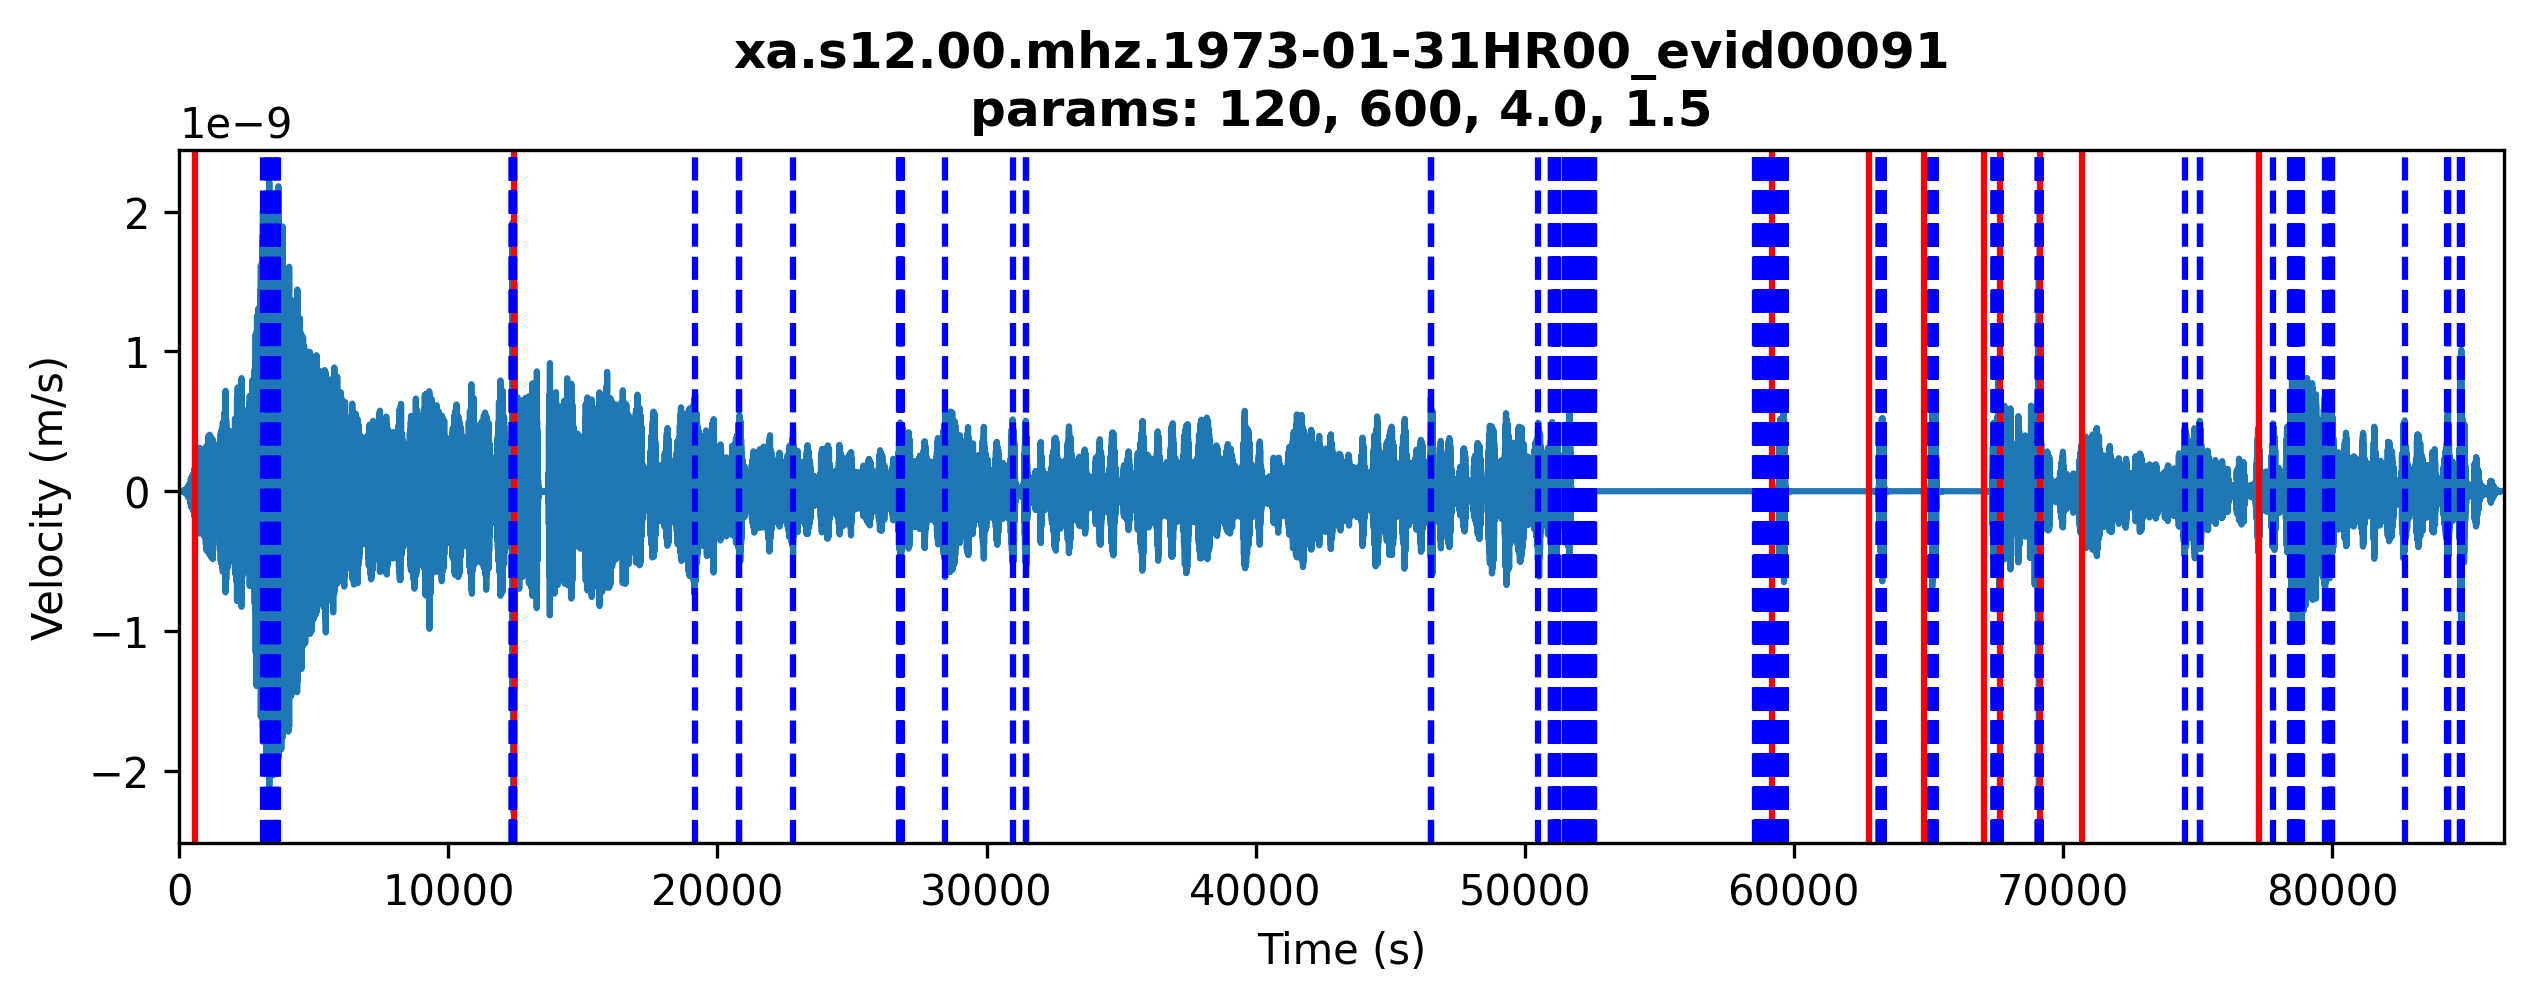 xa.s12.00.mhz.1973-01-31HR00_evid00091
params: 120, 600, 4.0, 1.5
1e−9
2
1
0
−1
−2
Velocity (m/s)
0 10000 20000 30000 40000 50000 60000 70000 80000
Time (s)